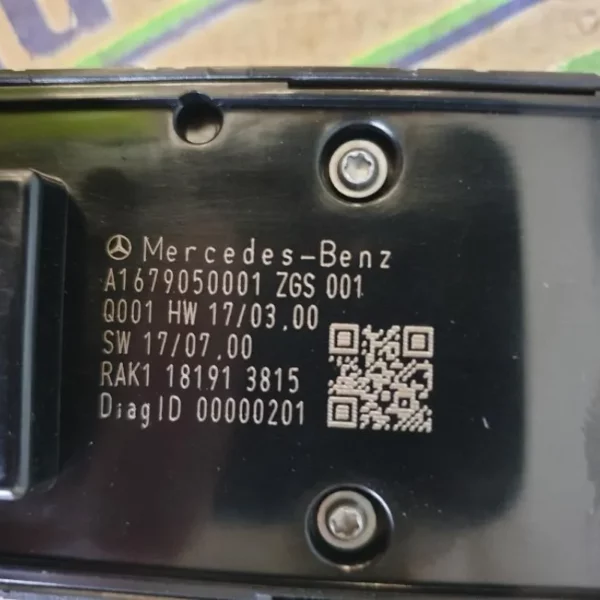 Mercedes-Benz
A1679050001 ZGS 001
Q001 HW 17/03.00
SW 17/07.00
RAK1 18191 3815
DiagID 00000201